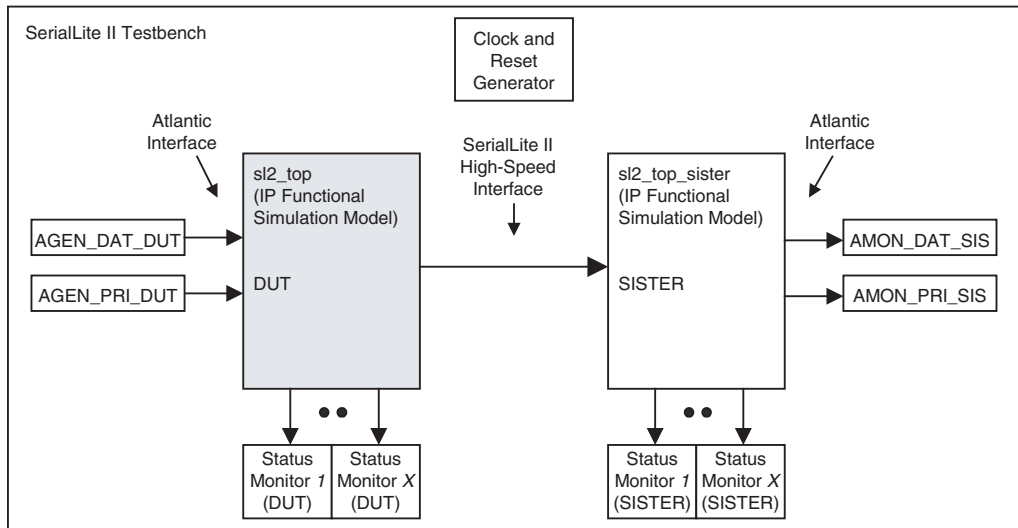 SerialLite II Testbench
Clock and
Reset
Generator
Atlantic
Interface
SerialLite II
High-Speed
Interface
Atlantic
Interface
sl2_top
(IP Functional
Simulation Model)
DUT
sl2_top_sister
(IP Functional
Simulation Model)
SISTER
AGEN_DAT_DUT
AGEN_PRI_DUT
AMON_DAT_SIS
AMON_PRI_SIS
Status
Monitor 1
(DUT)
Status
Monitor X
(DUT)
Status
Monitor 1
(SISTER)
Status
Monitor X
(SISTER)